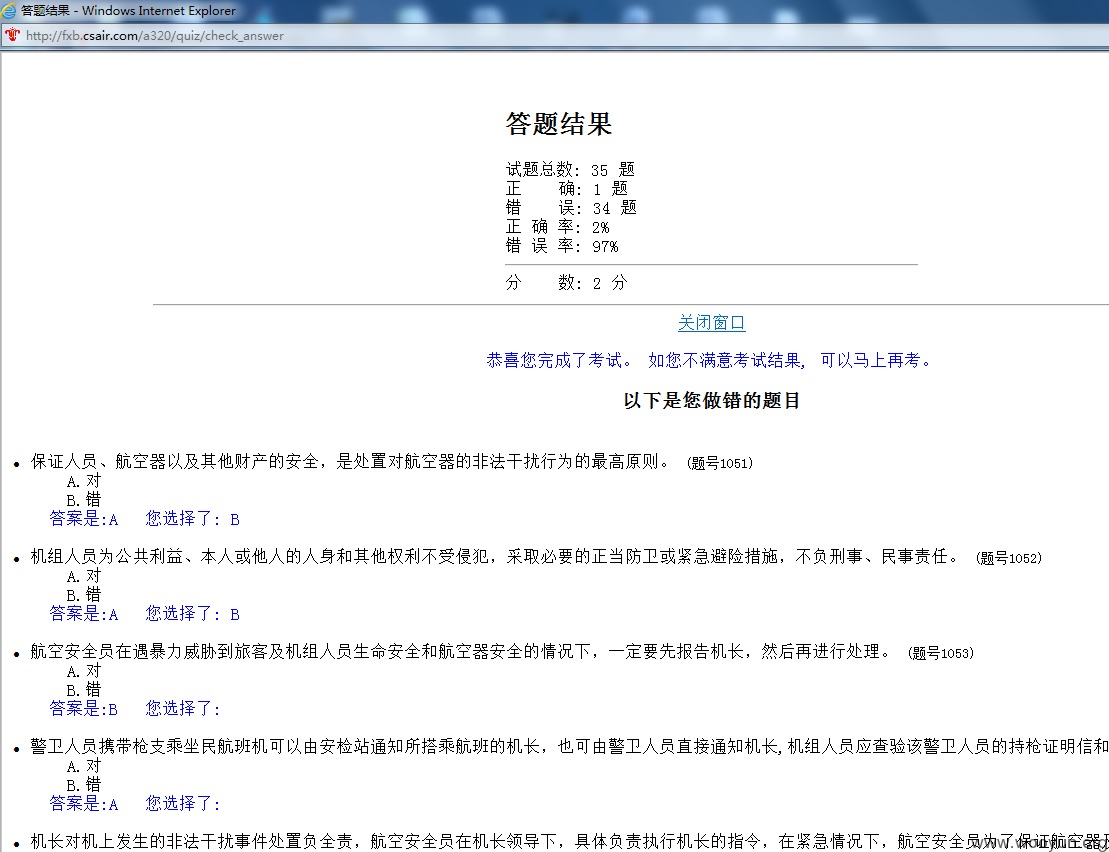 答题结果 - Windows Internet Explorer
http://fxb.csair.com/a320/quiz/check_answer
答题结果
试题总数: 35 题
正 确: 1 题
错 误: 34 题
正 确 率: 2%
错 误 率: 97%
分 数: 2 分
关闭窗口
恭喜您完成了考试。 如您不满意考试结果, 可以马上再考。
以下是您做错的题目
• 保证人员、航空器以及其他财产的安全，是处置对航空器的非法干扰行为的最高原则。 (题号1051)
A. 对
B. 错
答案是:A 您选择了: B
• 机组人员为公共利益、本人或他人的人身和其他权利不受侵犯，采取必要的正当防卫或紧急避险措施，不负刑事、民事责任。 (题号1052)
A. 对
B. 错
答案是:A 您选择了: B
• 航空安全员在遇暴力威胁到旅客及机组人员生命安全和航空器安全的情况下，一定要先报告机长，然后再进行处理。 (题号1053)
A. 对
B. 错
答案是:B 您选择了:
• 警卫人员携带枪支乘坐民航班机可以由安检站通知所搭乘航班的机长，也可由警卫人员直接通知机长,机组人员应查验该警卫人员的持枪证明信和
A. 对
B. 错
答案是:A 您选择了:
• 机长对机上发生的非法干扰事件处置负全责，航空安全员在机长领导下，具体负责执行机长的指令，在紧急情况下，航空安全员为了保证航空器
www.wooyun.org